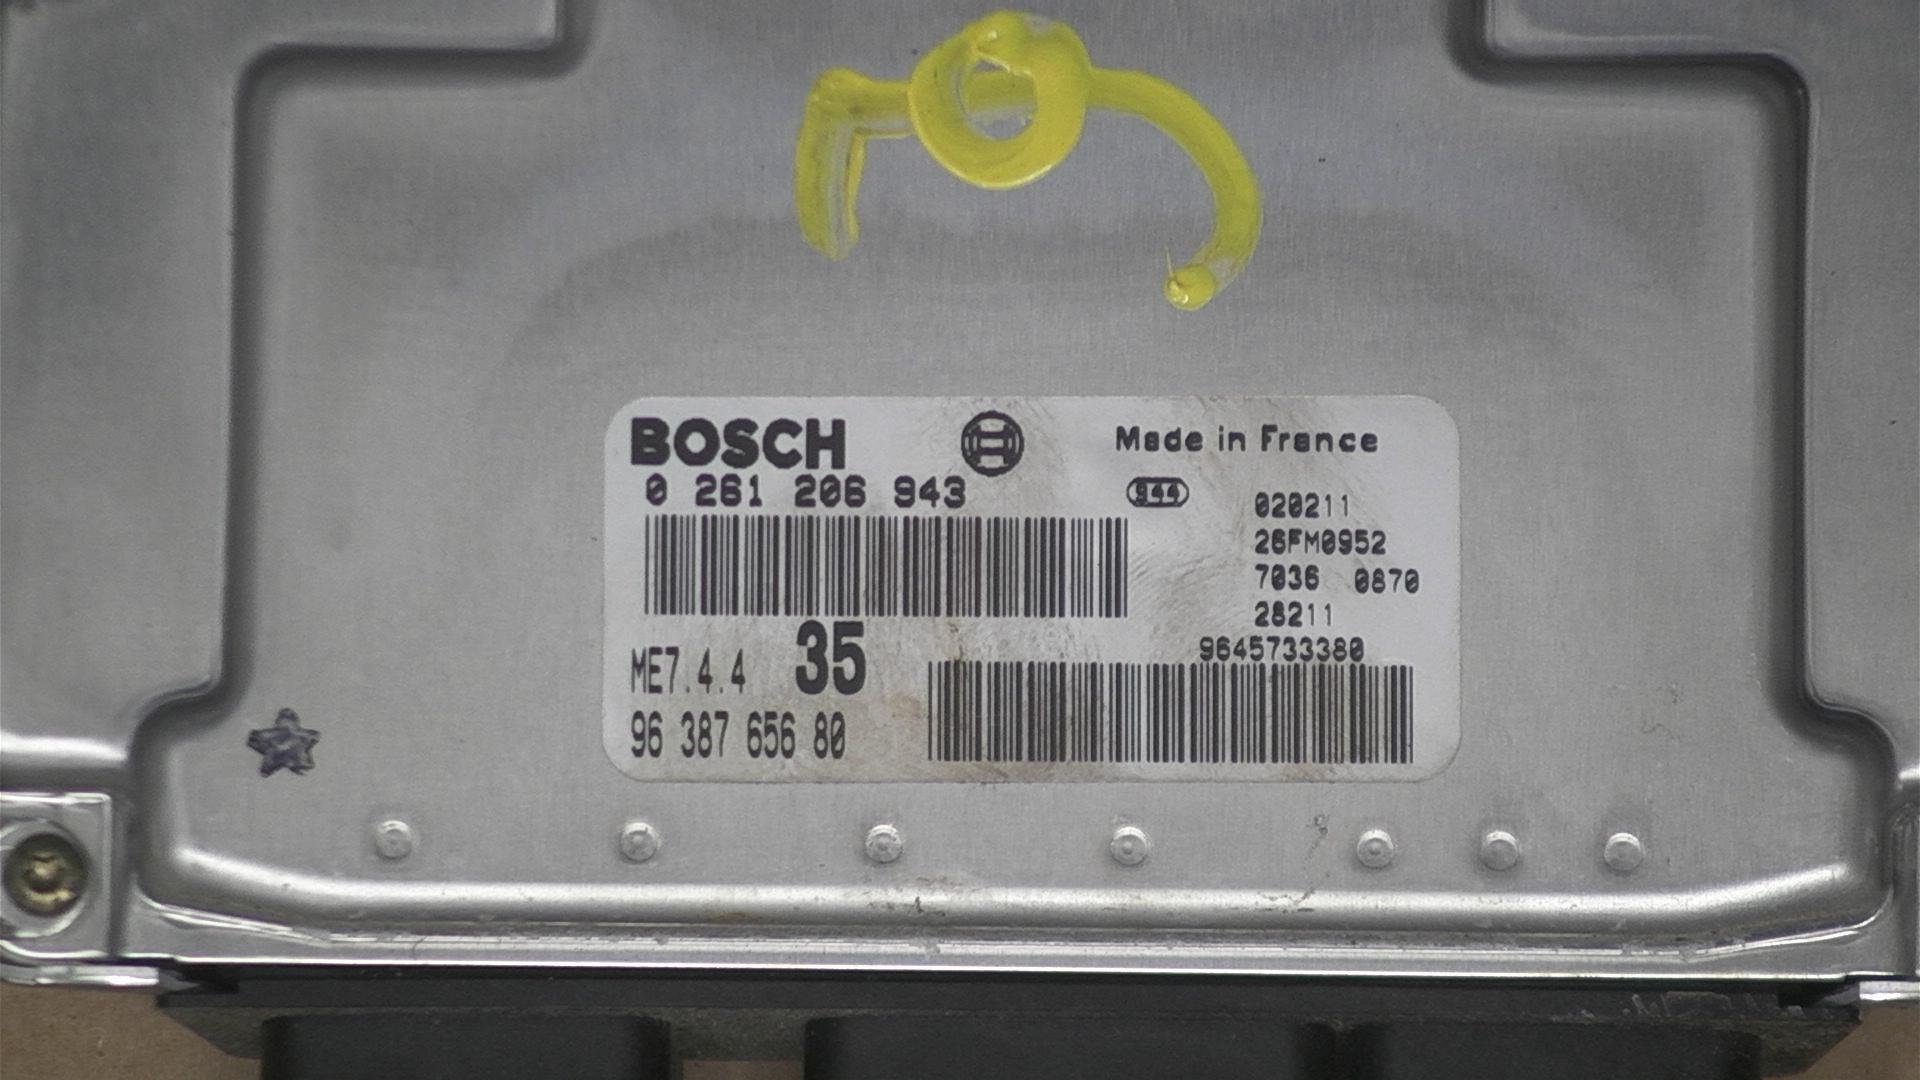 BOSCH
Made in France
0 261 206 943
944
020211
26FM0952
7036 0870
28211
9645733380
ME7.4.4 35
96 387 656 80